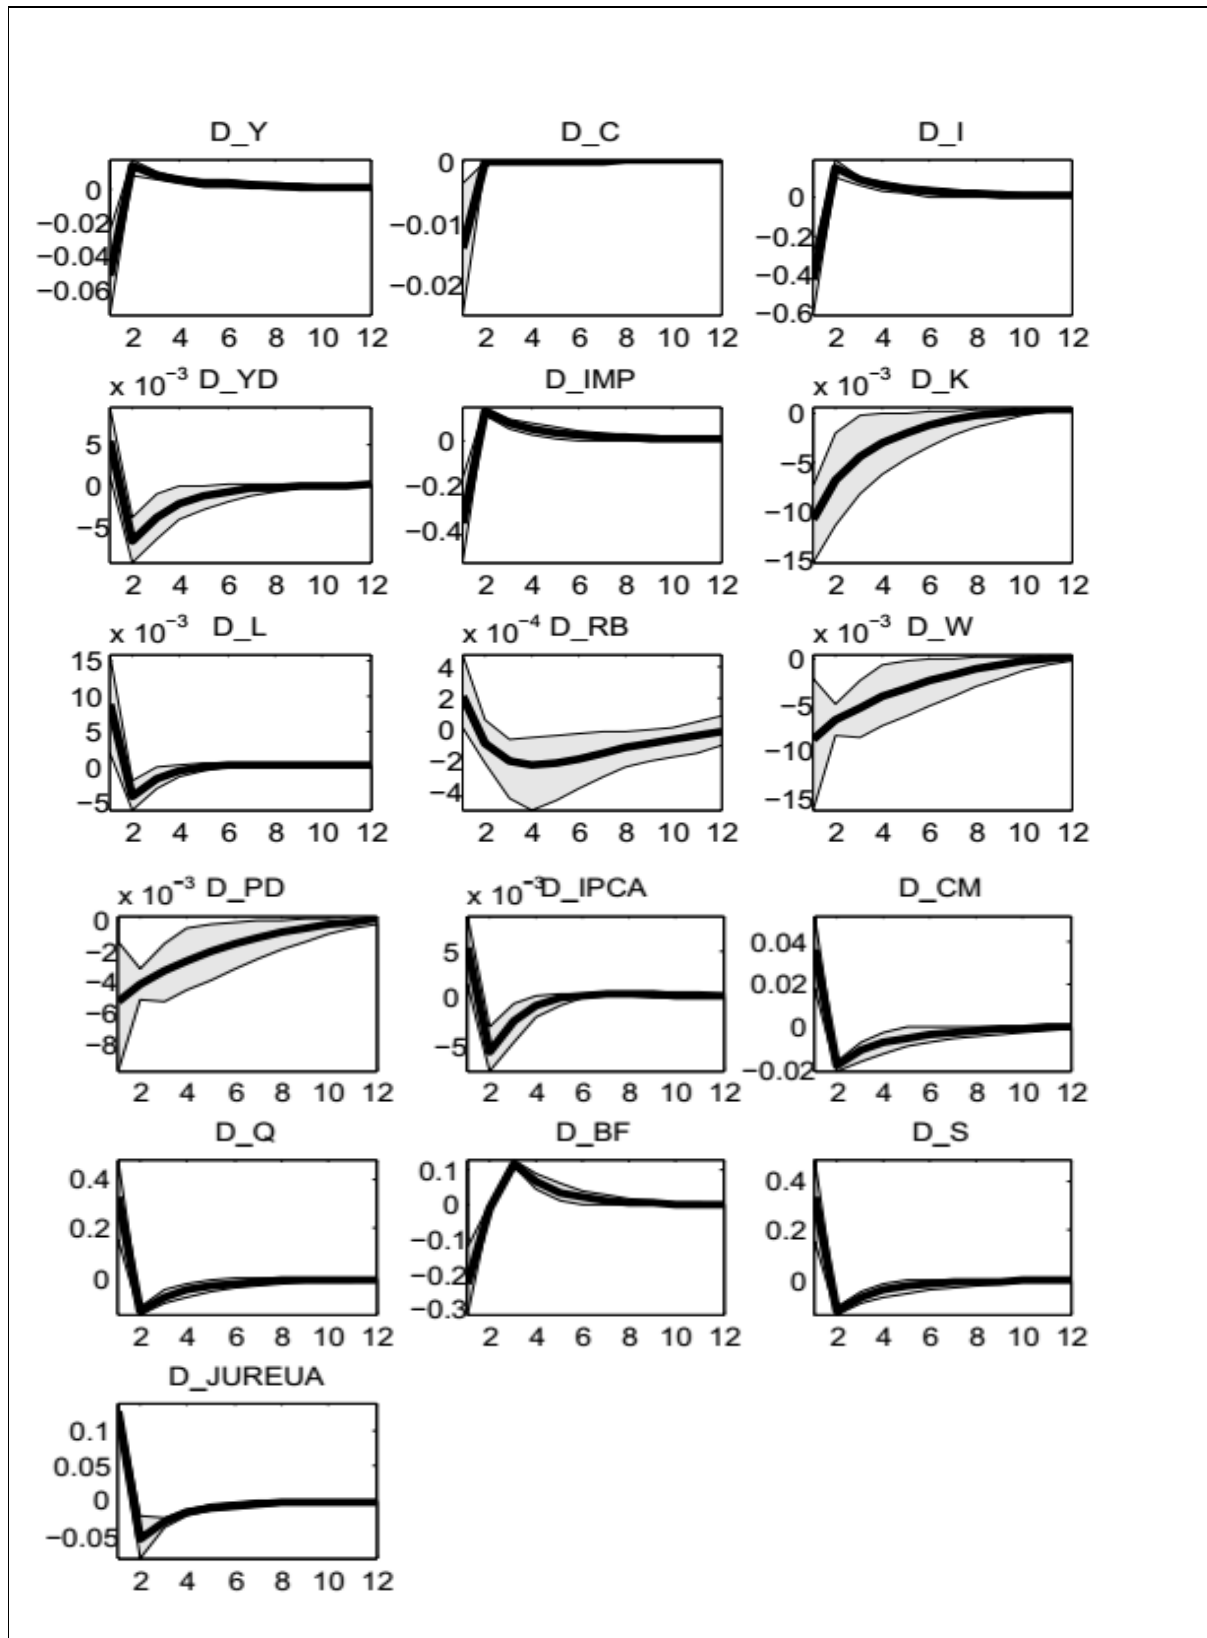 D_Y D_C D_I
0 −0.02 −0.04 −0.06
0 −0.01 −0.02
0 −0.2 −0.4 −0.6
2 4 6 8 10 12 2 4 6 8 10 12 2 4 6 8 10 12
x 10−3 D_YD D_IMP x 10−3 D_K
5 0 −5
0 −0.2 −0.4
0 −5 −10 −15
2 4 6 8 10 12 2 4 6 8 10 12 2 4 6 8 10 12
x 10−3 D_L x 10−4 D_RB x 10−3 D_W
15 10 5 0 −5
4 2 0 −2 −4
0 −5 −10 −15
2 4 6 8 10 12 2 4 6 8 10 12 2 4 6 8 10 12
x 10−3 D_PD x 10−3 D_IPCA D_CM
0 −2 −4 −6 −8
5 0 −5
0.04 0.02 0 −0.02
2 4 6 8 10 12 2 4 6 8 10 12 2 4 6 8 10 12
D_Q D_BF D_S
0.4 0.2 0
0.1 0 −0.1 −0.2 −0.3
0.4 0.2 0
2 4 6 8 10 12 2 4 6 8 10 12 2 4 6 8 10 12
D_JUREUA
0.1 0.05 0 −0.05
2 4 6 8 10 12